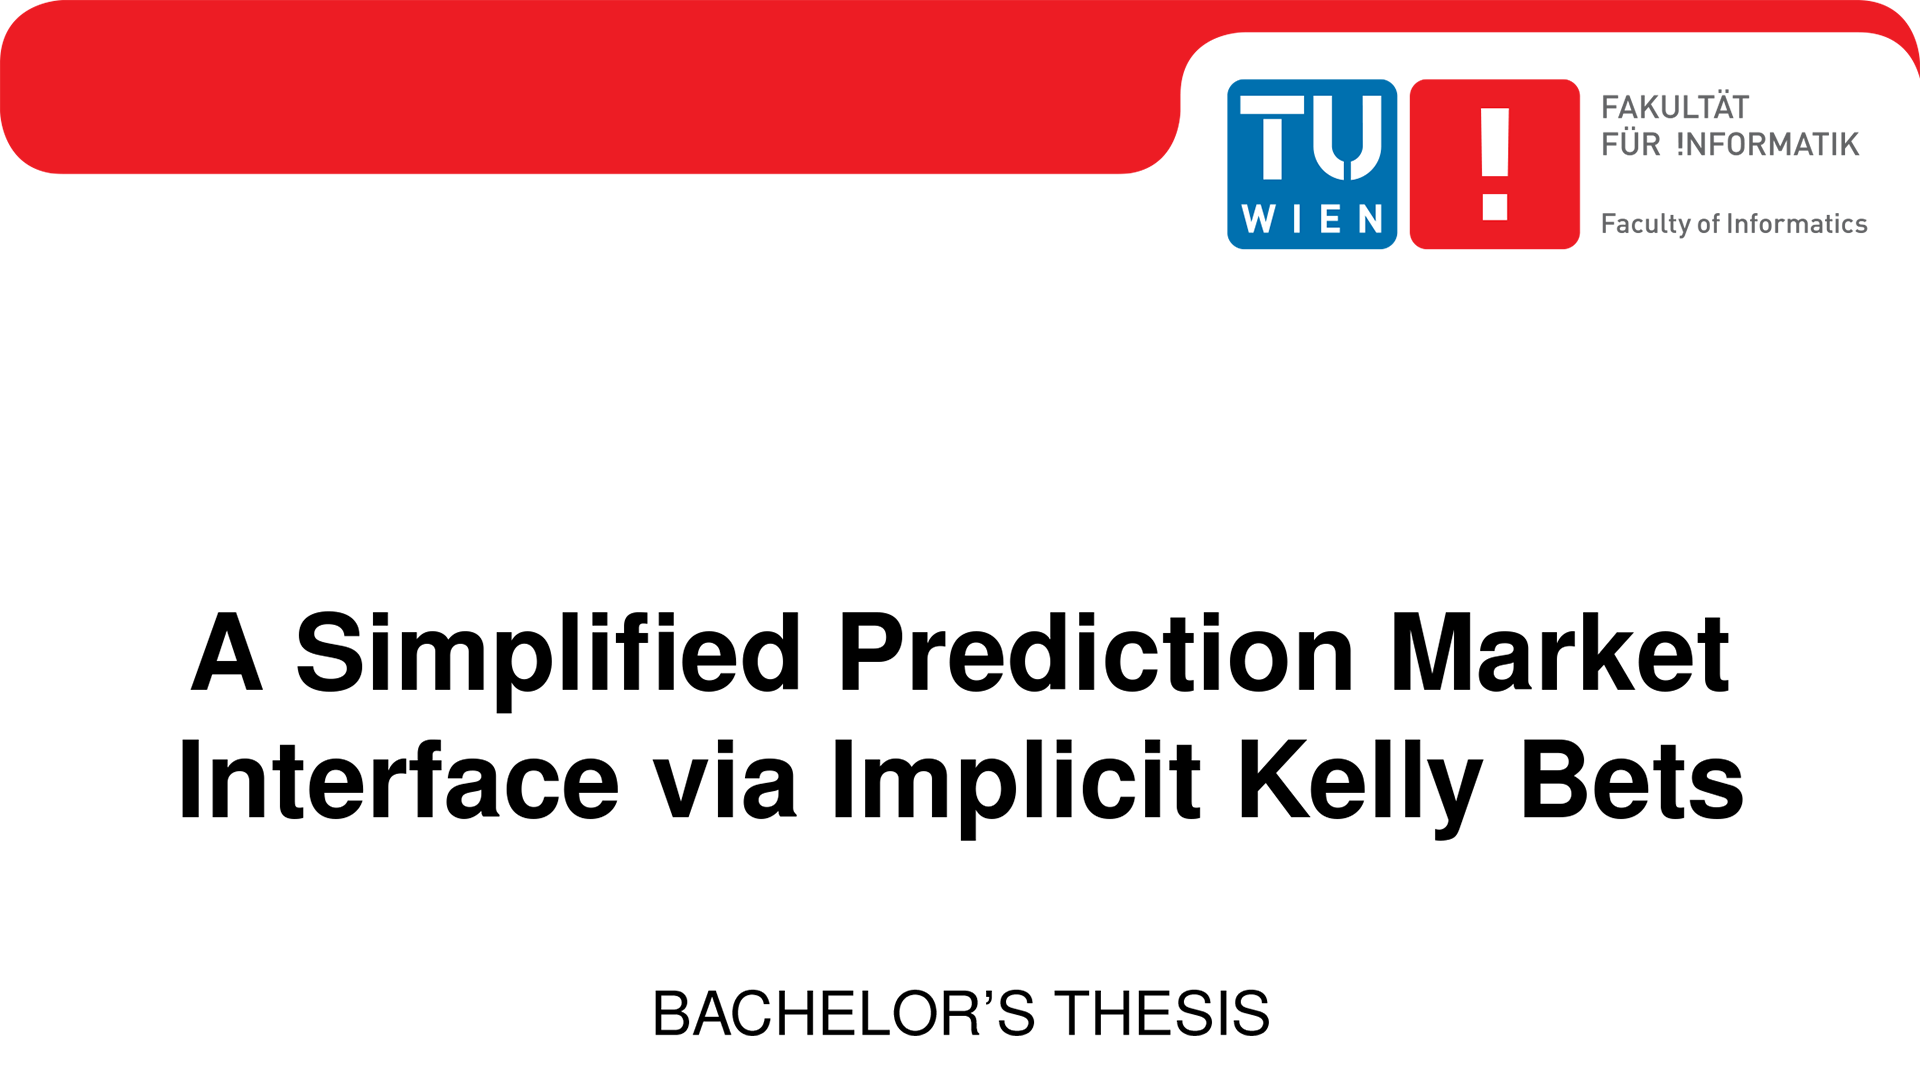 TU
WIEN
!
FAKULTÄT
FÜR !NFORMATIK
Faculty of Informatics
A Simplified Prediction Market
Interface via Implicit Kelly Bets
BACHELOR’S THESIS